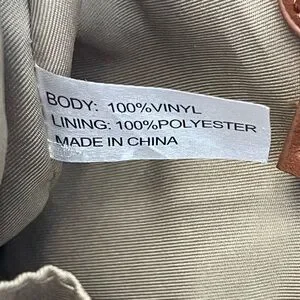 BODY: 100%VINYL
LINING: 100%POLYESTER
MADE IN CHINA